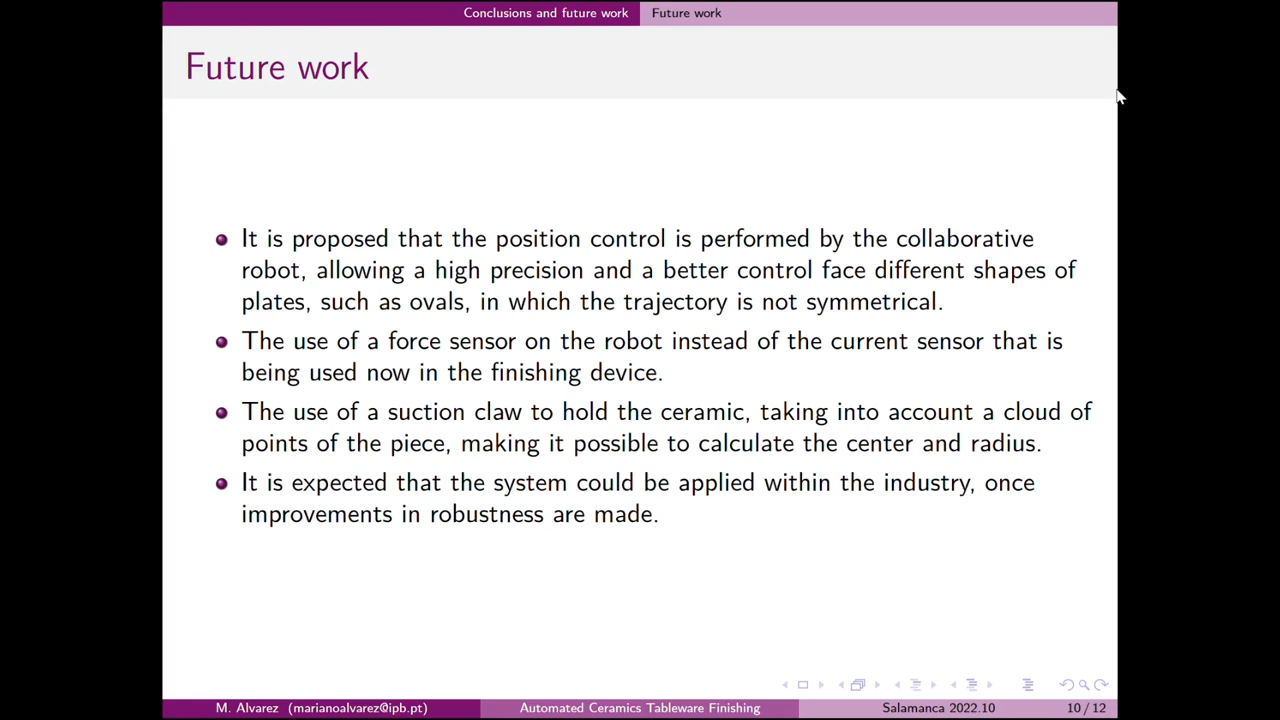 Conclusions and future work Future work
Future work
It is proposed that the position control is performed by the collaborative
robot, allowing a high precision and a better control face different shapes of
plates, such as ovals, in which the trajectory is not symmetrical.
The use of a force sensor on the robot instead of the current sensor that is
being used now in the finishing device.
The use of a suction claw to hold the ceramic, taking into account a cloud of
points of the piece, making it possible to calculate the center and radius.
It is expected that the system could be applied within the industry, once
improvements in robustness are made.
M. Alvarez (marianoalvarez@ipb.pt) Automated Ceramics Tableware Finishing Salamanca 2022.10 10 / 12